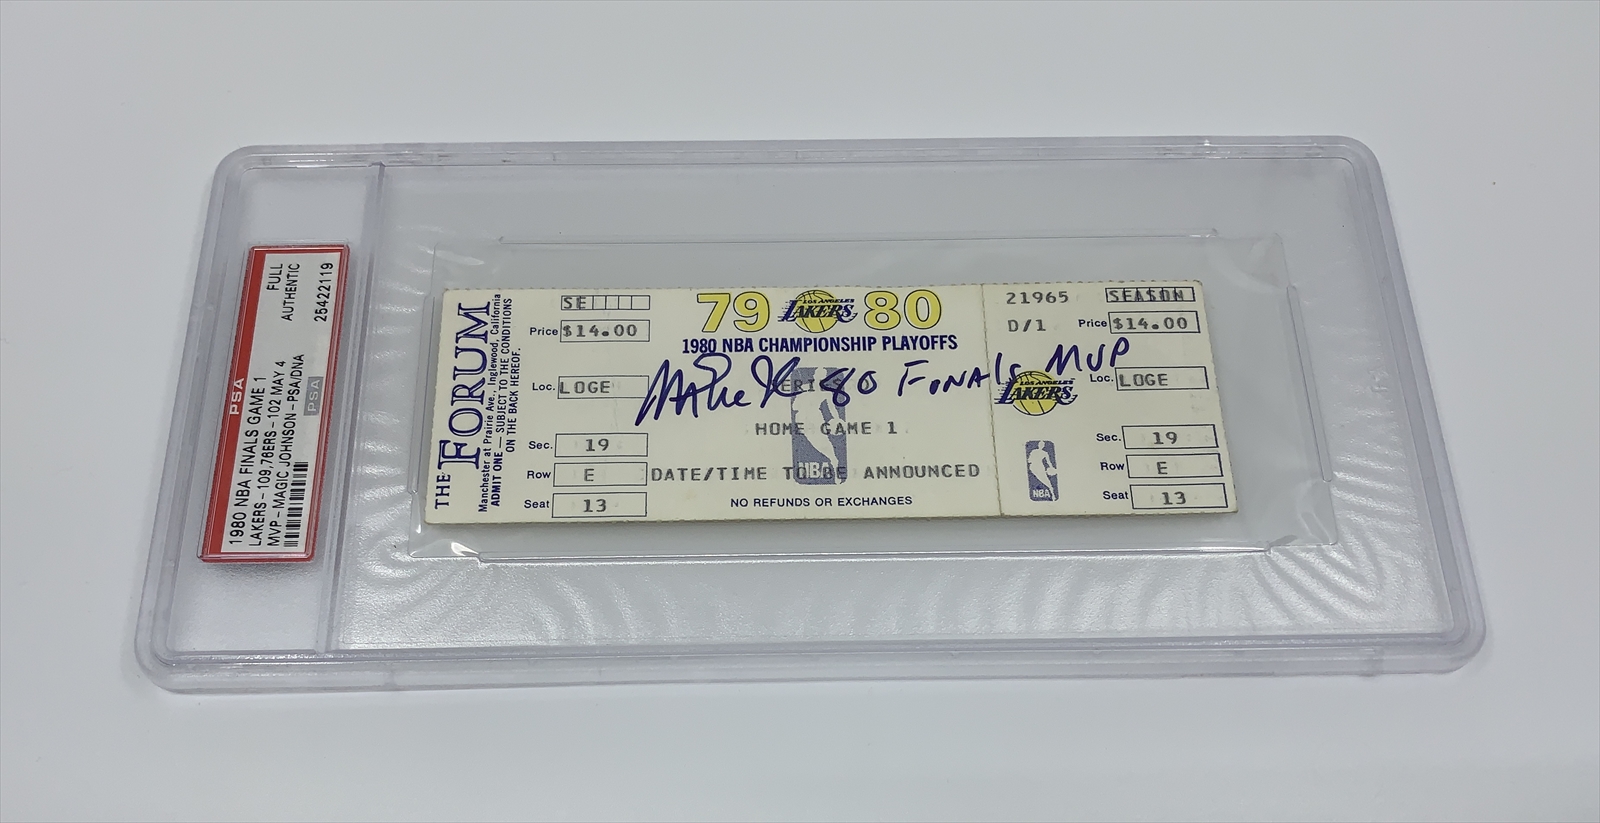 PSA
1980 NBA FINALS GAME 1
LAKERS-109,76ERS-102 MAY 4
MVP-MAGIC JOHNSON-PSA/DNA
FULL
AUTHENTIC
25422119
PSA
THE FORUM
Manchester at Prairie Ave., Inglewood, California
ADMIT ONE — SUBJECT TO THE CONDITIONS
ON THE BACK HEREOF.
SE
Price $14.00
Loc. LOGE
Sec. 19
Row E
Seat 13
79 LOS ANGELES LAKERS 80
1980 NBA CHAMPIONSHIP PLAYOFFS
80 FINALS MVP
SERIES
HOME GAME 1
NBA
DATE/TIME TO BE ANNOUNCED
NO REFUNDS OR EXCHANGES
21965 SEASON
D/1 Price $14.00
LOS ANGELES LAKERS
Loc. LOGE
Sec. 19
Row E
Seat 13
NBA